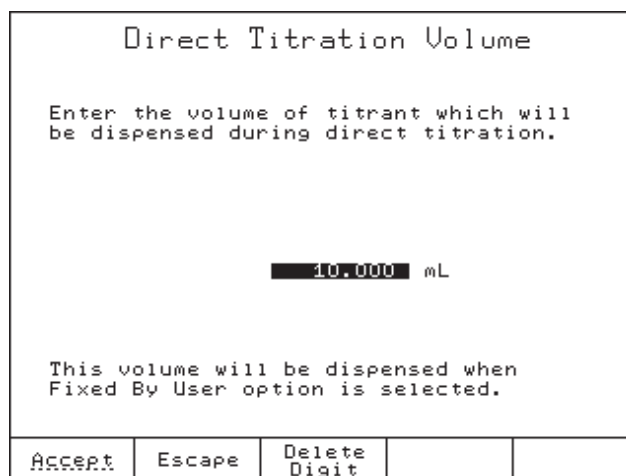 Direct Titration Volume
Enter the volume of titrant which will
be dispensed during direct titration.
10.000 mL
This volume will be dispensed when
Fixed By User option is selected.
Accept Escape Delete
Digit